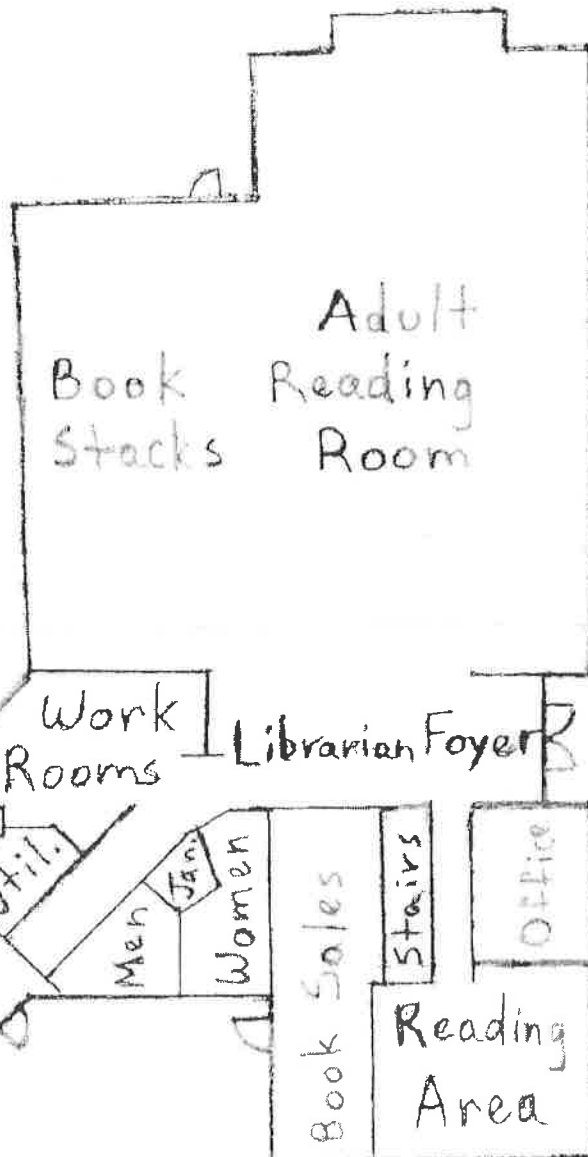 Adult
Book Reading
Stacks Room
Work
Rooms
Librarian Foyer
Util.
Jan.
Men
Women
Book Sales
Stairs
Office
Reading
Area